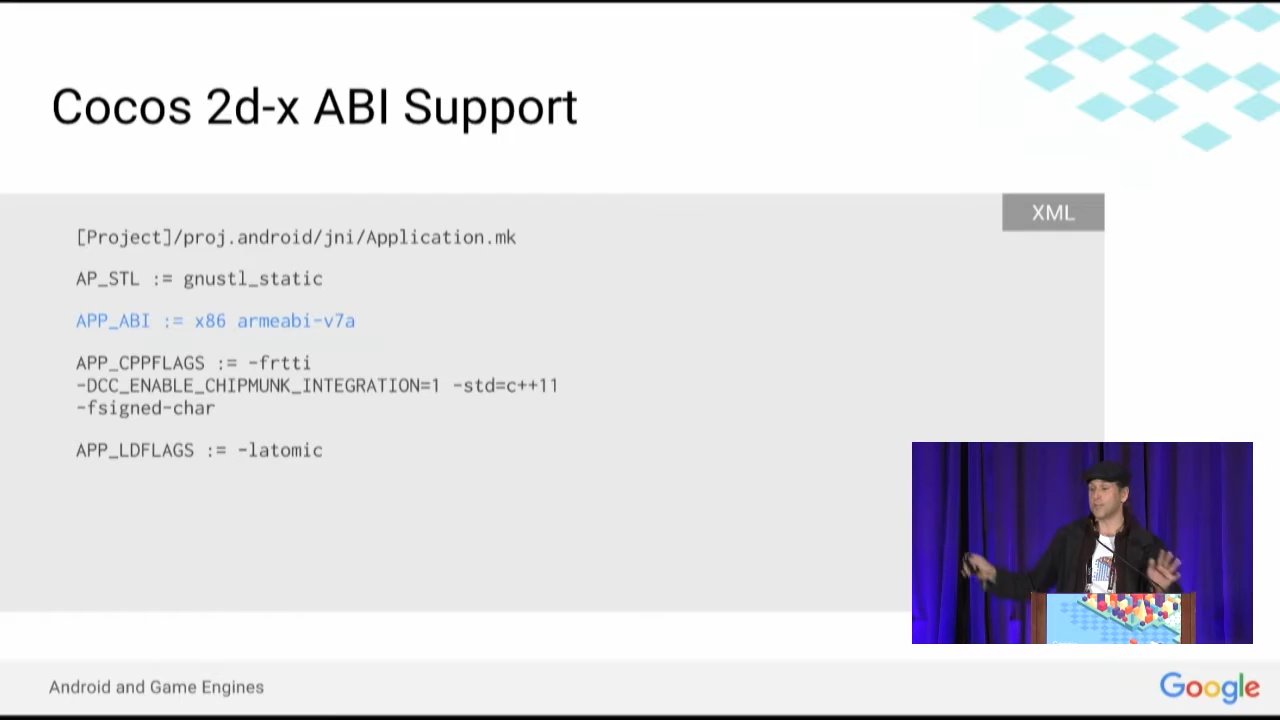 Cocos 2d-x ABI Support
XML
[Project]/proj.android/jni/Application.mk
AP_STL := gnustl_static
APP_ABI := x86 armeabi-v7a
APP_CPPFLAGS := -frtti
-DCC_ENABLE_CHIPMUNK_INTEGRATION=1 -std=c++11
-fsigned-char
APP_LDFLAGS := -latomic
Android and Game Engines
Google